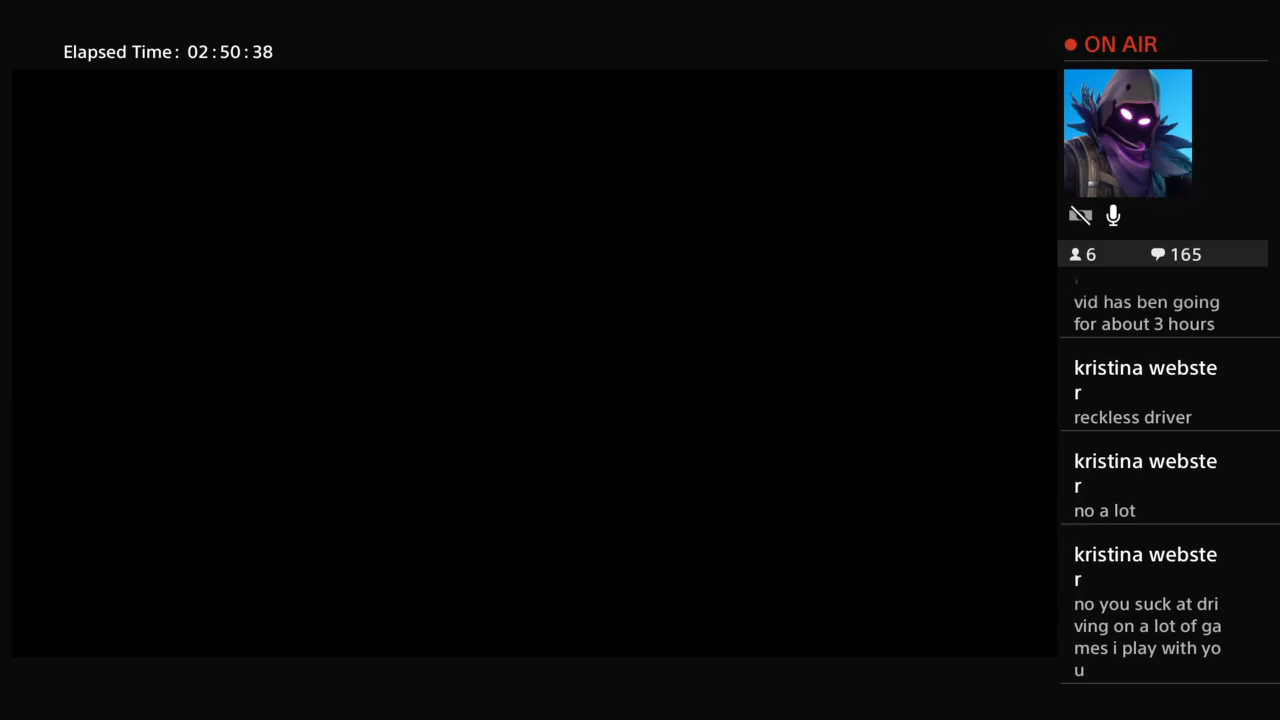 Elapsed Time: 02:50:38
ON AIR
6 165
vid has ben going
for about 3 hours
kristina webste
r
reckless driver
kristina webste
r
no a lot
kristina webste
r
no you suck at dri
ving on a lot of ga
mes i play with yo
u